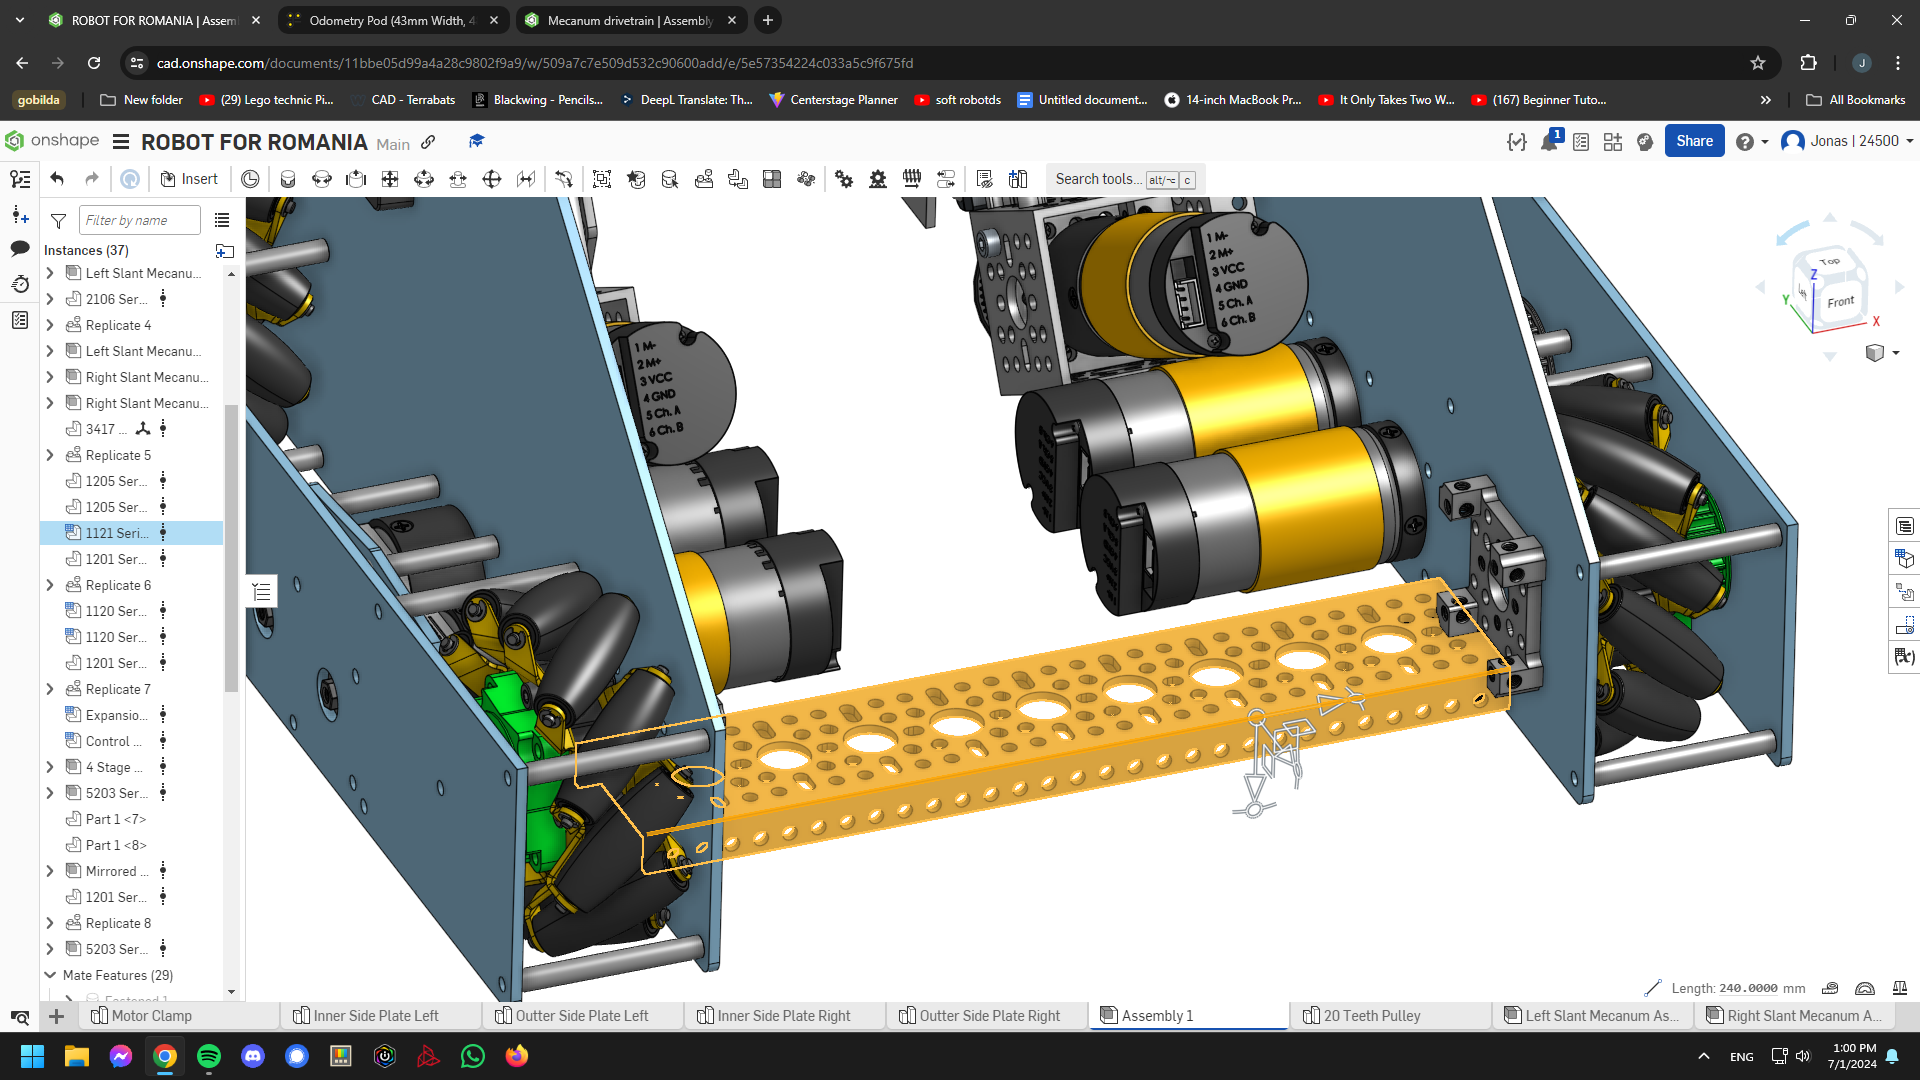 ROBOT FOR ROMANIA | Assem
Odometry Pod (43mm Width, 4
Mecanum drivetrain | Assembly
cad.onshape.com/documents/11bbe05d99a4a28c9802f9a9/w/509a7c7e509d532c90600add/e/5e57354224c033a5c9f675fd
J
gobilda
New folder
(29) Lego technic Pi...
CAD - Terrabats
Blackwing - Pencils...
DeepL Translate: Th...
Centerstage Planner
soft robotds
Untitled document...
14-inch MacBook Pr...
It Only Takes Two W...
(167) Beginner Tuto...
All Bookmarks
onshape
ROBOT FOR ROMANIA Main
1
Share
Jonas | 24500
Insert
Search tools... alt/⌥ c
Filter by name
Instances (37)
Left Slant Mecanu...
2106 Ser...
Replicate 4
Left Slant Mecanu...
Right Slant Mecanu...
Right Slant Mecanu...
3417 ...
Replicate 5
1205 Ser...
1205 Ser...
1121 Seri...
1201 Ser...
Replicate 6
1120 Ser...
1120 Ser...
1201 Ser...
Replicate 7
Expansio...
Control ...
4 Stage ...
5203 Ser...
Part 1 <7>
Part 1 <8>
Mirrored ...
1201 Ser...
Replicate 8
5203 Ser...
Mate Features (29)
Fastened 1
1 M-
2 M+
3 VCC
4 GND
5 Ch. A
6 Ch. B
1 M-
2 M+
3 VCC
4 GND
5 Ch. A
6 Ch. B
Top
Front
Z
Y
X
Length: 240.0000 mm
Motor Clamp
Inner Side Plate Left
Outter Side Plate Left
Inner Side Plate Right
Outter Side Plate Right
Assembly 1
20 Teeth Pulley
Left Slant Mecanum As...
Right Slant Mecanum A...
ENG
1:00 PM
7/1/2024